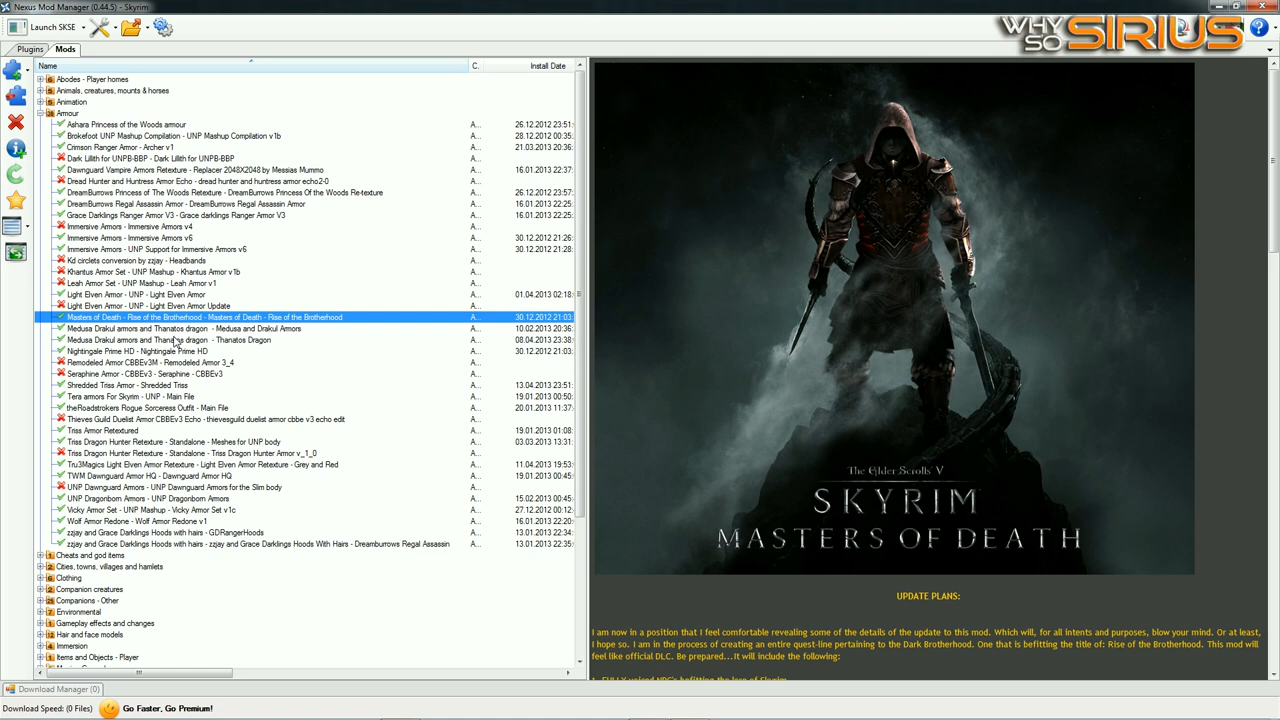 Nexus Mod Manager (0.44.5) - Skyrim
Launch SKSE
WHY SO SIRIUS
Plugins Mods
Name C. Install Date
Abodes - Player homes
Animals, creatures, mounts & horses
Animation
Armour
Ashara Princess of the Woods armour A... 26.12.2012 23:51:
Brokefoot UNP Mashup Compilation - UNP Mashup Compilation v1b A... 28.12.2012 00:35:
Crimson Ranger Armor - Archer v1 A... 21.03.2013 20:36:
Dark Lillith for UNPB-BBP - Dark Lillith for UNPB-BBP A...
Dawnguard Vampire Armors Retexture - Replacer 2048X2048 by Messias Mummo A... 16.01.2013 22:37:
Dread Hunter and Huntress Armor Echo - dread hunter and huntress armor echo2-0 A...
DreamBurrows Princess of The Woods Retexture - DreamBurrows Princess Of the Woods Re-texture A... 26.12.2012 23:57:
DreamBurrows Regal Assassin Armor - DreamBurrows Regal Assassin Armor A... 16.01.2013 22:25:
Grace Darklings Ranger Armor V3 - Grace darklings Ranger Armor V3 A... 16.01.2013 22:25:
Immersive Armors - Immersive Armors v4 A...
Immersive Armors - Immersive Armors v6 A... 30.12.2012 21:26:
Immersive Armors - UNP Support for Immersive Armors v6 A... 30.12.2012 21:28:
Kd circlets conversion by zzjay - Headbands A...
Khantus Armor Set - UNP Mashup - Khantus Armor v1b A...
Leah Armor Set - UNP Mashup - Leah Armor v1 A...
Light Elven Armor - UNP - Light Elven Armor A... 01.04.2013 02:18:
Light Elven Armor - UNP - Light Elven Armor Update A...
Masters of Death - Rise of the Brotherhood - Masters of Death - Rise of the Brotherhood A... 30.12.2012 21:03:
Medusa Drakul armors and Thanatos dragon - Medusa and Drakul Armors A... 10.02.2013 20:36:
Medusa Drakul armors and Thanatos dragon - Thanatos Dragon A... 08.04.2013 23:38:
Nightingale Prime HD - Nightingale Prime HD A... 30.12.2012 21:03:
Remodeled Armor CBBEv3M - Remodeled Armor 3_4 A...
Seraphine Armor - CBBEv3 - Seraphine - CBBEv3 A...
Shredded Triss Armor - Shredded Triss A... 13.04.2013 23:51:
Tera armors For Skyrim - UNP - Main File A... 19.01.2013 00:50:
theRoadstrokers Rogue Sorceress Outfit - Main File A... 20.01.2013 11:37:
Thieves Guild Duelist Armor CBBEv3 Echo - thievesguild duelist armor cbbe v3 echo edit A...
Triss Armor Retextured A... 19.01.2013 01:08:
Triss Dragon Hunter Retexture - Standalone - Meshes for UNP body A... 03.03.2013 13:31:
Triss Dragon Hunter Retexture - Standalone - Triss Dragon Hunter Armor v_1_0 A...
Tru3Magics Light Elven Armor Retexture - Light Elven Armor Retexture - Grey and Red A... 11.04.2013 19:53:
TWM Dawnguard Armor HQ - Dawnguard Armor HQ A... 19.01.2013 00:45:
UNP Dawnguard Armors - UNP Dawnguard Armors for the Slim body A...
UNP Dragonborn Armors - UNP Dragonborn Armors A... 15.02.2013 00:45:
Vicky Armor Set - UNP Mashup - Vicky Armor Set v1c A... 27.12.2012 00:12:
Wolf Armor Redone - Wolf Armor Redone v1 A... 16.01.2013 22:20:
zzjay and Grace Darklings Hoods with hairs - GDRangerHoods A... 13.01.2013 22:34:
zzjay and Grace Darklings Hoods with hairs - zzjay and Grace Darklings Hoods With Hairs - Dreamburrows Regal Assassin A... 13.01.2013 22:35:
Cheats and god items
Cities, towns, villages and hamlets
Clothing
Companion creatures
Companions - Other
Environmental
Gameplay effects and changes
Hair and face models
Immersion
Items and Objects - Player
The Elder Scrolls V
SKYRIM
MASTERS OF DEATH
UPDATE PLANS:
I am now in a position that I feel comfortable revealing some of the details of the update to this mod. Which will, for all intents and purposes, blow your mind. Or at least,
I hope so. I am in the process of creating an entire quest-line pertaining to the Dark Brotherhood. One that is befitting the title of: Rise of the Brotherhood. This mod will
feel like official DLC. Be prepared...It will include the following:
1. FULLY voiced NPC's befitting the lore of Skyrim
Download Manager (0)
Download Speed: (0 Files) Go Faster, Go Premium!